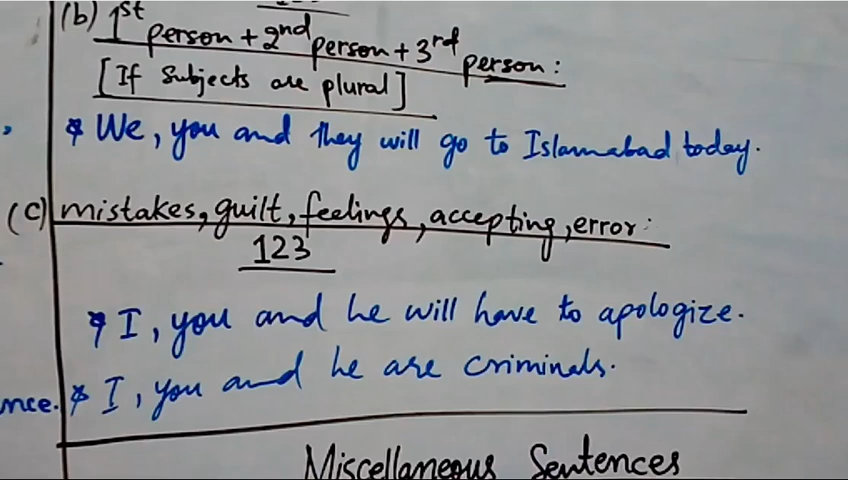 (b) 1st person + 2nd person + 3rd person :
[If Subjects are plural]
* We, you and they will go to Islamabad today.
(C) mistakes, guilt, feelings, accepting, error:
123
* I, you and he will have to apologize.
nce. * I, you and he are criminals.
Miscellaneous Sentences